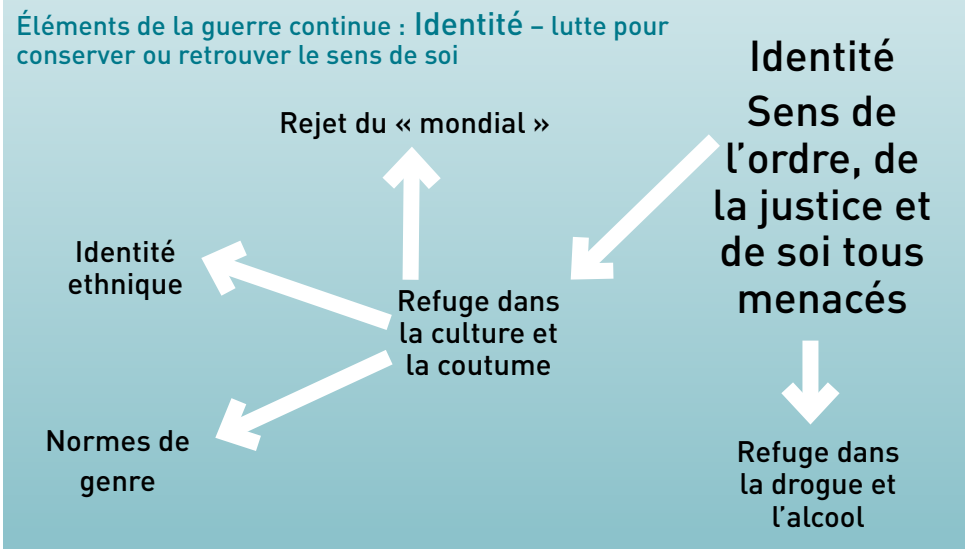 Éléments de la guerre continue : Identité – lutte pour
conserver ou retrouver le sens de soi
Identité
Sens de
l’ordre, de
la justice et
de soi tous
menacés
Rejet du « mondial »
Identité
ethnique
Refuge dans
la culture et
la coutume
Normes de
genre
Refuge dans
la drogue et
l’alcool